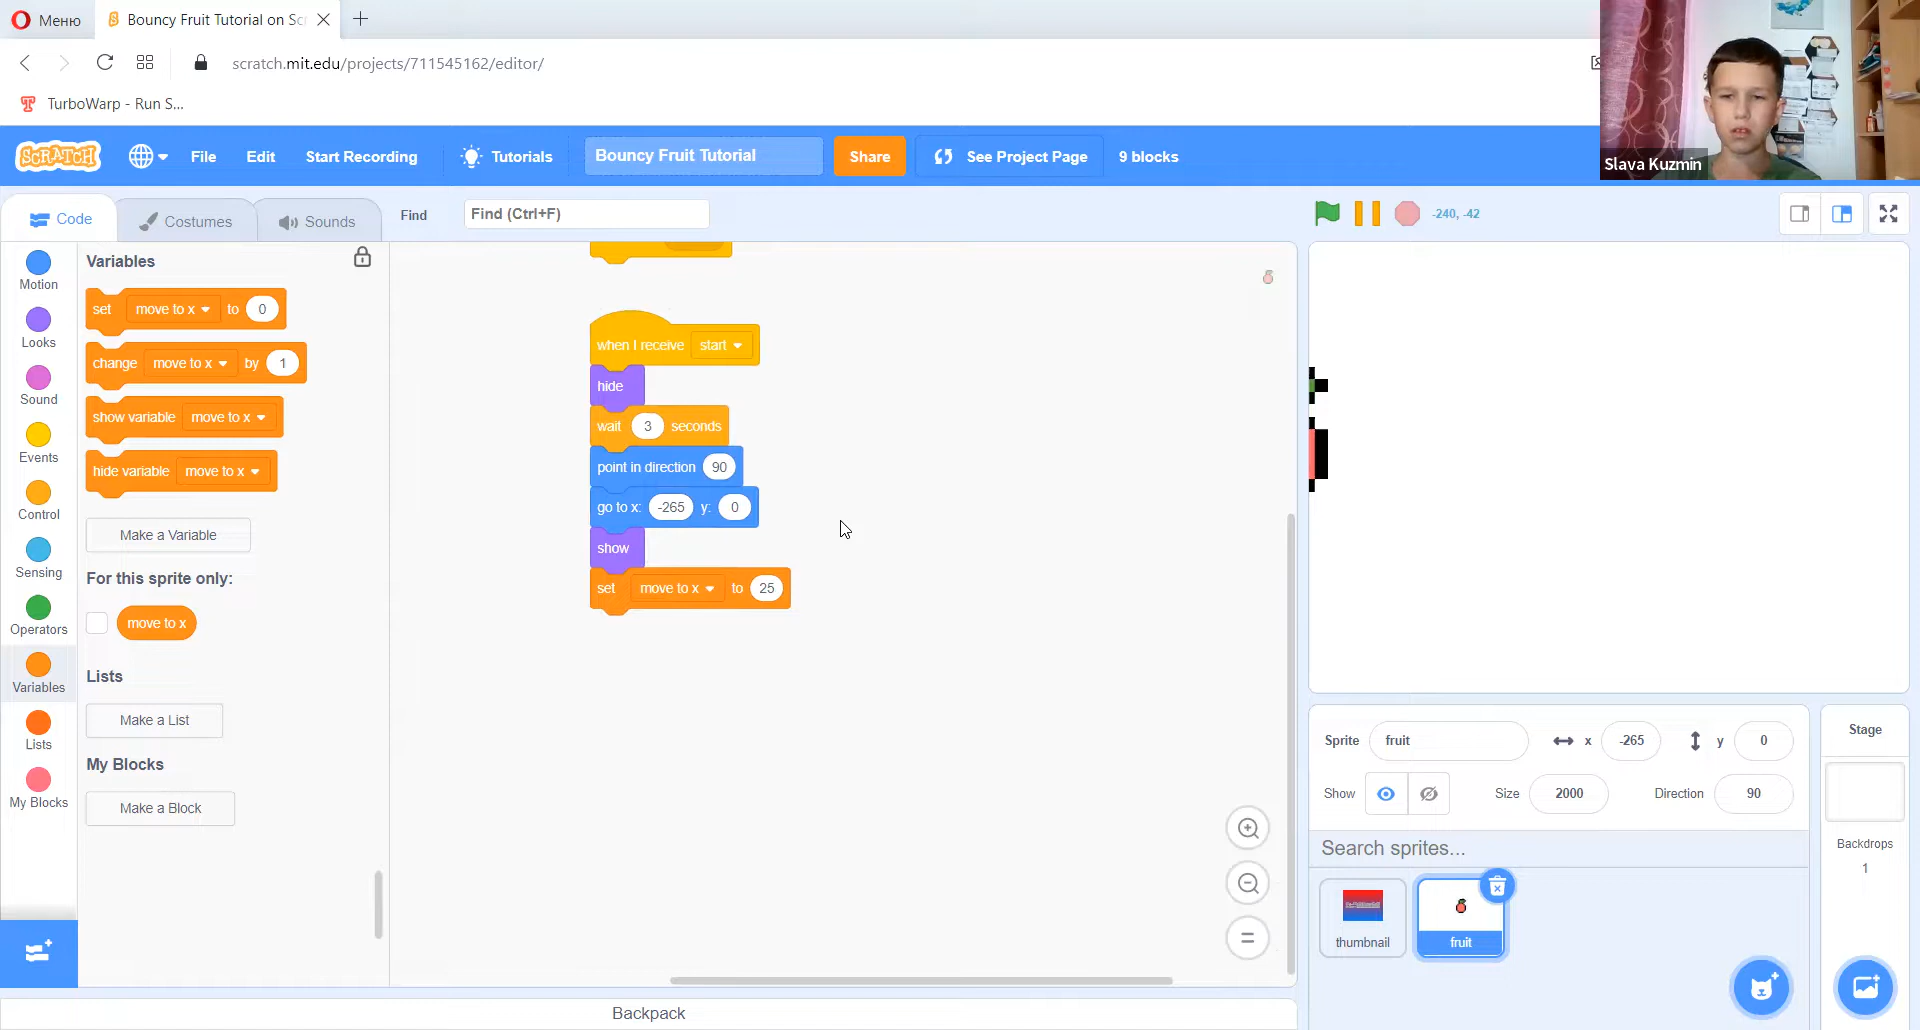 Меню
Bouncy Fruit Tutorial on Sc
scratch.mit.edu/projects/711545162/editor/
TurboWarp - Run S...
Slava Kuzmin
SCRATCH
File
Edit
Start Recording
Tutorials
Bouncy Fruit Tutorial
Share
See Project Page
9 blocks
Code
Costumes
Sounds
Find
Find (Ctrl+F)
-240, -42
Motion
Looks
Sound
Events
Control
Sensing
Operators
Variables
Lists
My Blocks
Variables
set move to x to 0
change move to x by 1
show variable move to x
hide variable move to x
Make a Variable
For this sprite only:
move to x
Lists
Make a List
My Blocks
Make a Block
when I receive start
hide
wait 3 seconds
point in direction 90
go to x: -265 y: 0
show
set move to x to 25
Sprite fruit x -265 y 0
Show Size 2000 Direction 90
Search sprites...
thumbnail
fruit
Stage
Backdrops
1
Backpack